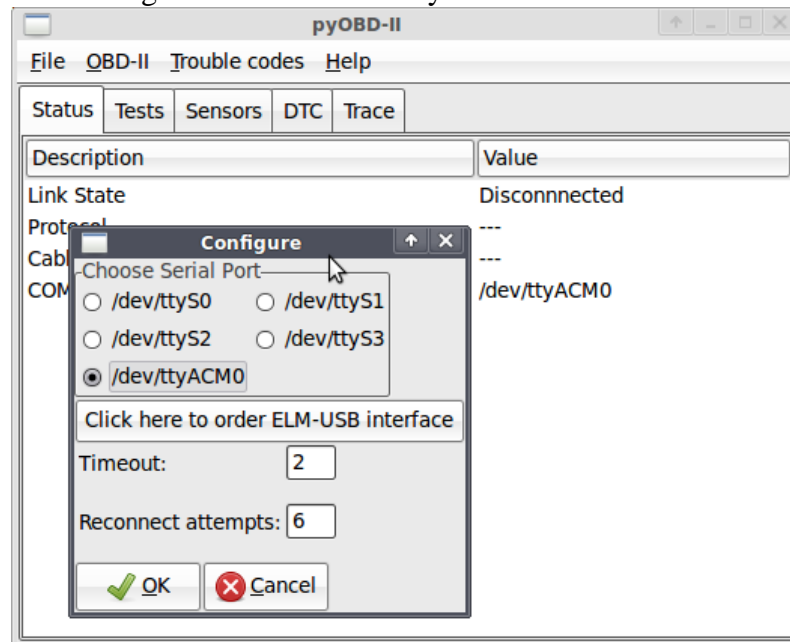 pyOBD-II
File OBD-II Trouble codes Help
Status Tests Sensors DTC Trace
Description Value
Link State Disconnnected
---
---
/dev/ttyACM0
Configure
Choose Serial Port
/dev/ttyS0 /dev/ttyS1
/dev/ttyS2 /dev/ttyS3
/dev/ttyACM0
Click here to order ELM-USB interface
Timeout: 2
Reconnect attempts: 6
OK Cancel